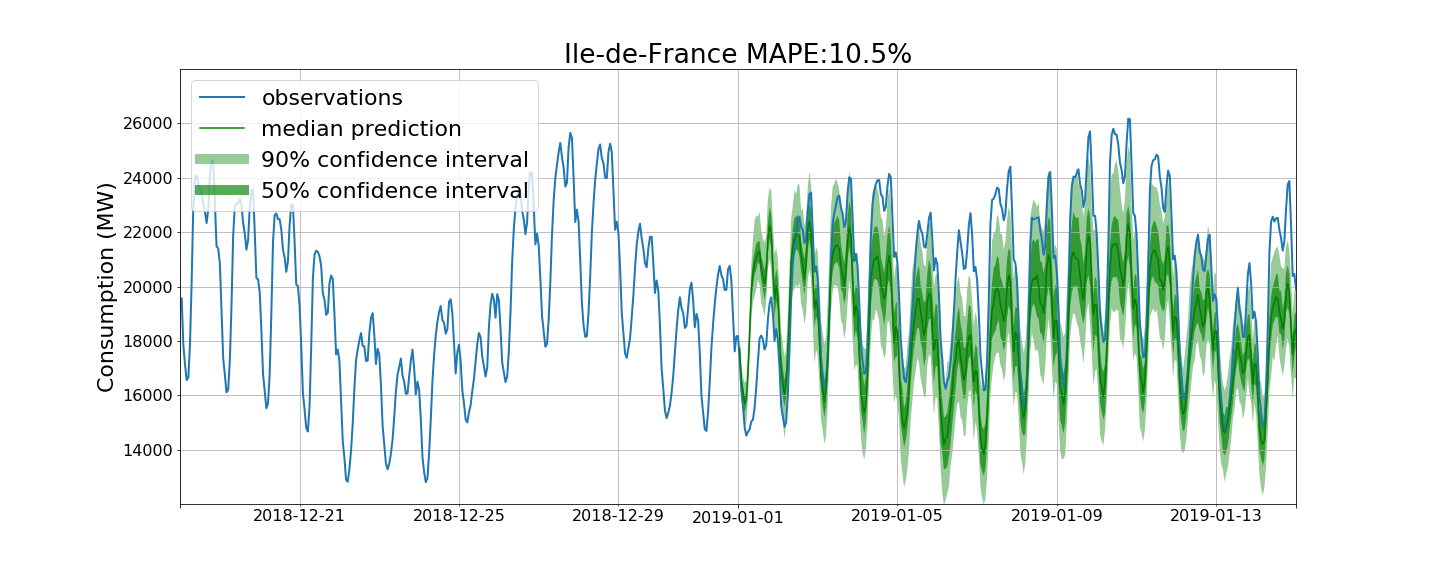 Ile-de-France MAPE:10.5%
observations
median prediction
90% confidence interval
50% confidence interval
Consumption (MW)
26000
24000
22000
20000
18000
16000
14000
2018-12-21
2018-12-25
2018-12-29
2019-01-01
2019-01-05
2019-01-09
2019-01-13